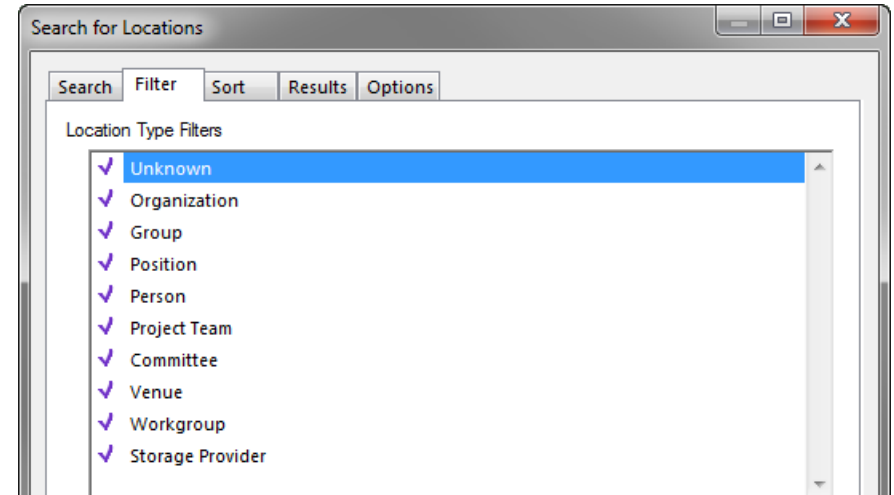 Search for Locations
Search Filter Sort Results Options
Location Type Filters
Unknown
Organization
Group
Position
Person
Project Team
Committee
Venue
Workgroup
Storage Provider